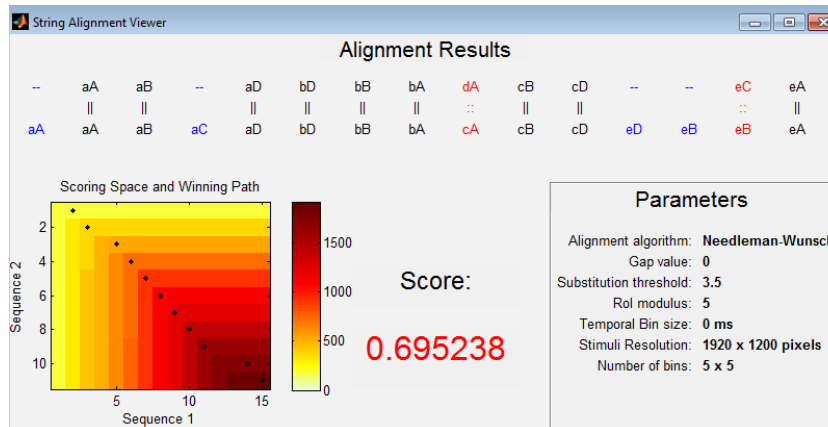 String Alignment Viewer
Alignment Results
-- aA aB -- aD bD bB bA dA cB cD -- -- eC eA
|| || || || || || :: || || :: ||
aA aA aB aC aD bD bB bA cA cB cD eD eB eB eA
Scoring Space and Winning Path
2
4
6
8
10
Sequence 2
5 10 15
Sequence 1
1500
1000
500
0
Score:
0.695238
Parameters
Alignment algorithm: Needleman-Wunsch
Gap value: 0
Substitution threshold: 3.5
RoI modulus: 5
Temporal Bin size: 0 ms
Stimuli Resolution: 1920 x 1200 pixels
Number of bins: 5 x 5